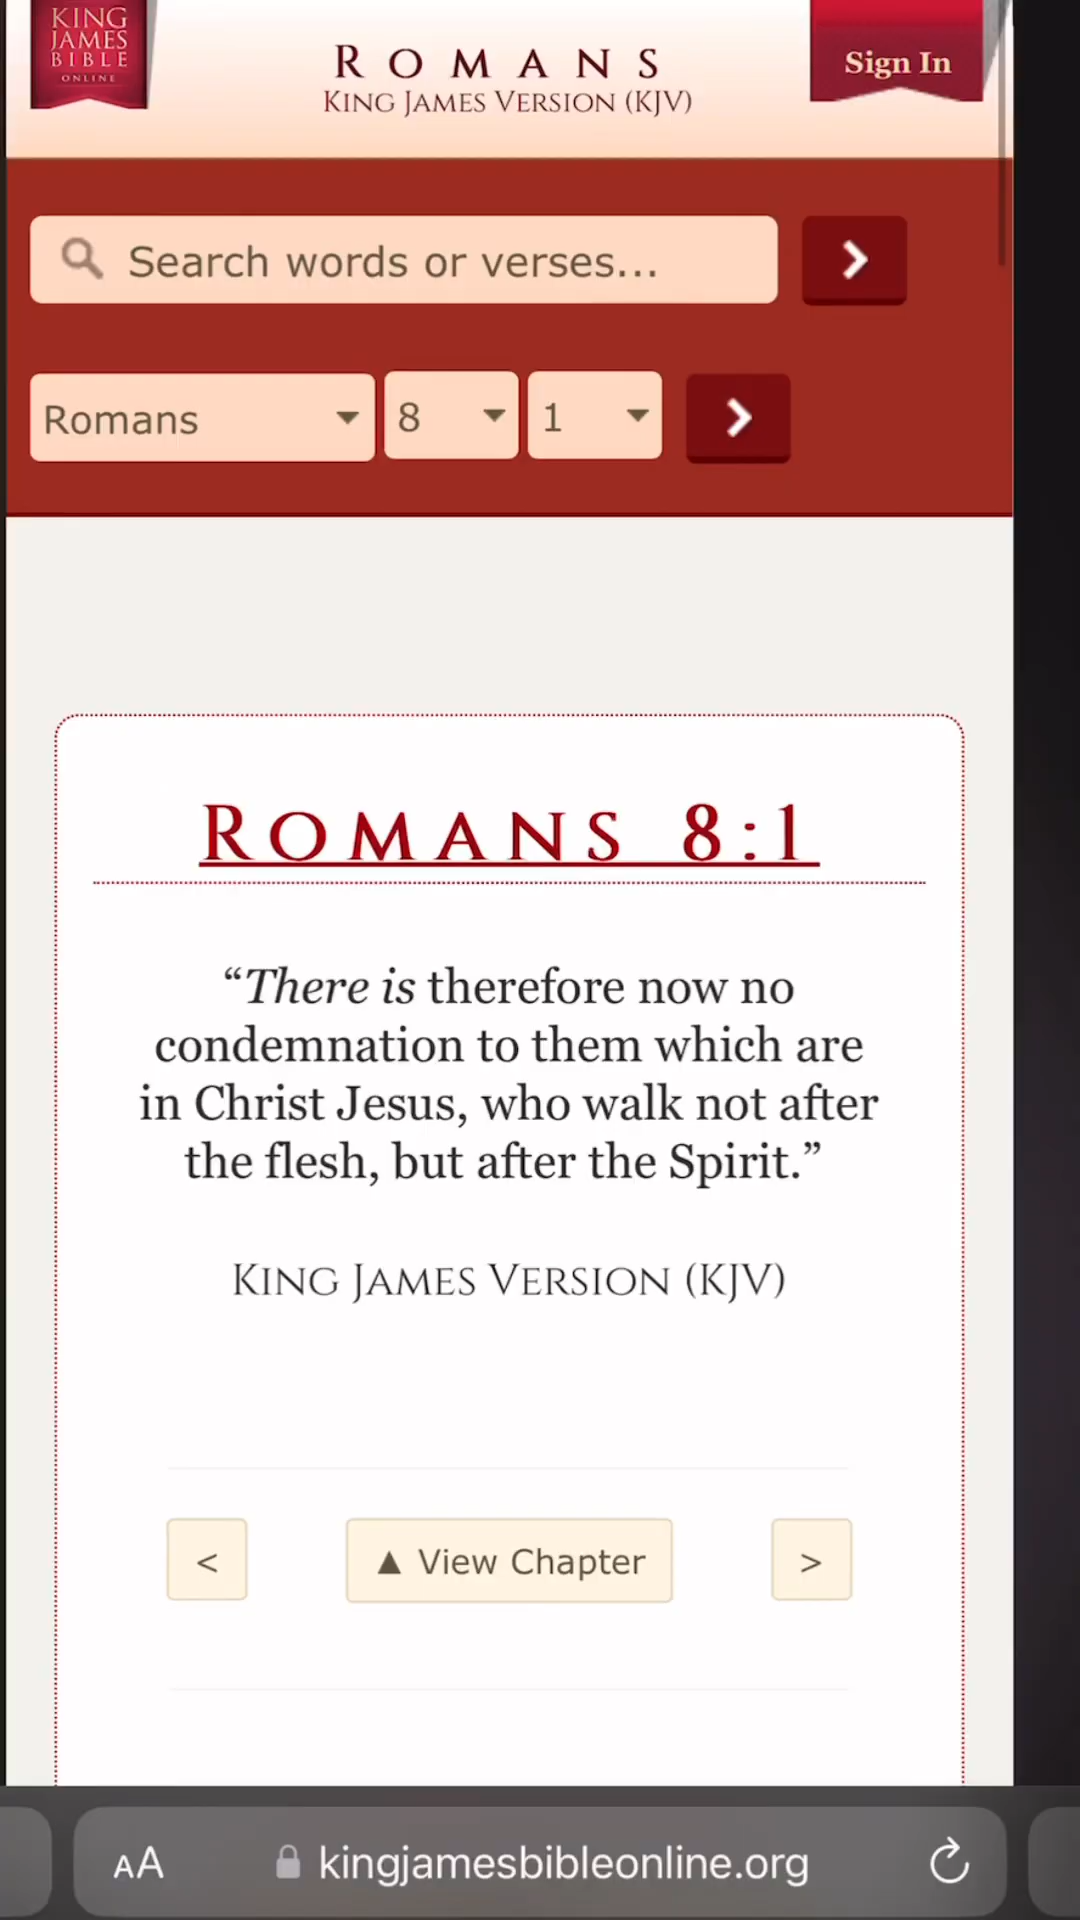 KING
JAMES
BIBLE
ONLINE
ROMANS
KING JAMES VERSION (KJV)
Sign In
Search words or verses...
Romans
8
1
ROMANS 8:1
“There is therefore now no
condemnation to them which are
in Christ Jesus, who walk not after
the flesh, but after the Spirit.”
KING JAMES VERSION (KJV)
<
▲ View Chapter
>
AA
kingjamesbibleonline.org